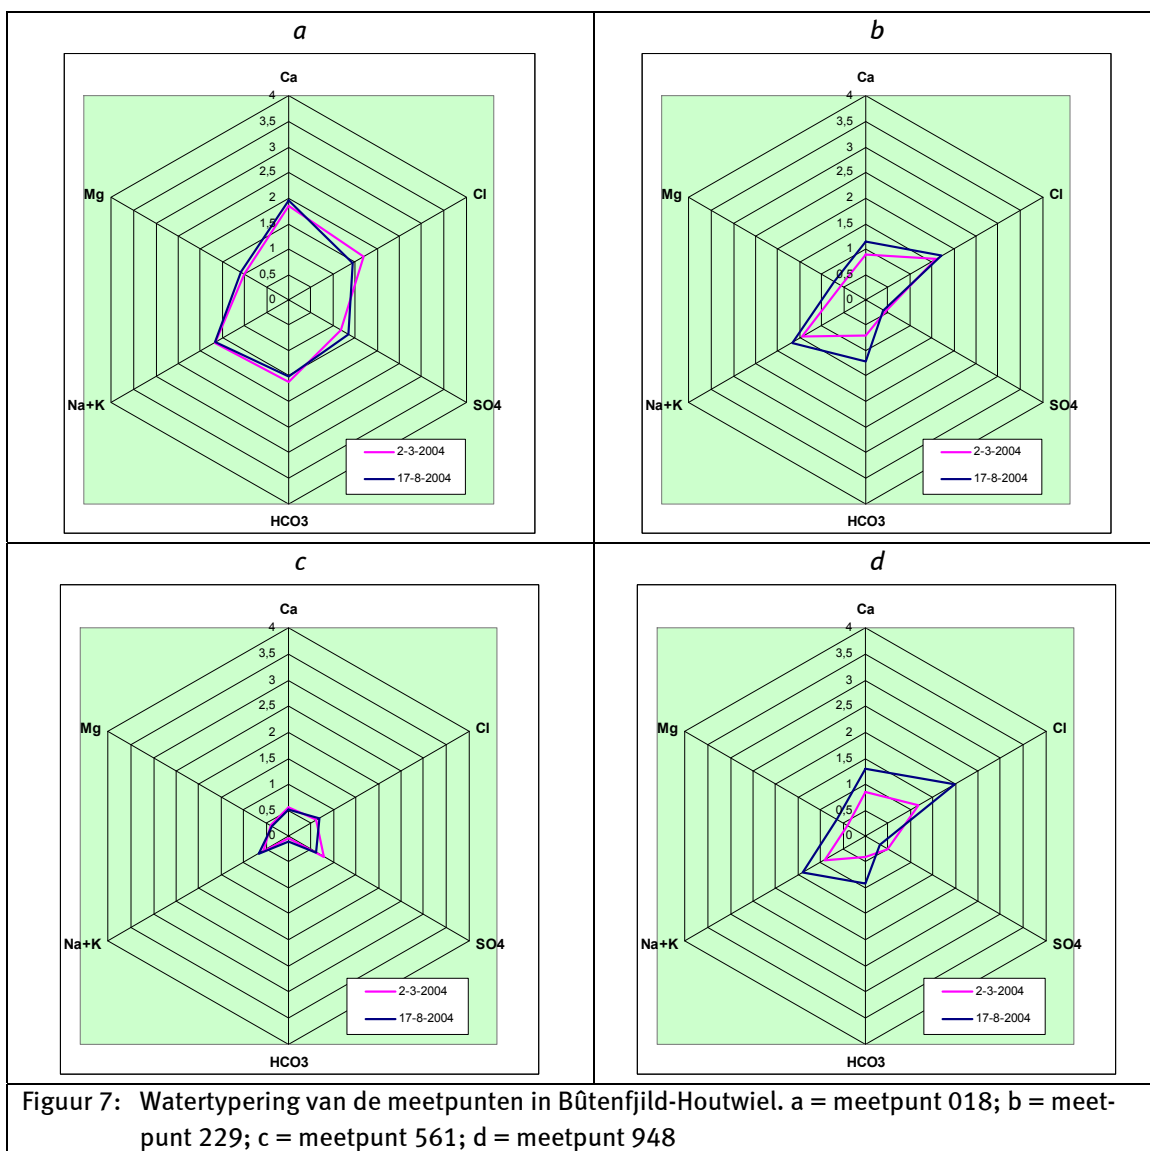 a
Ca
4
3,5
3
2,5
2
1,5
1
0,5
0
Mg
Cl
Na+K
SO4
HCO3
2-3-2004
17-8-2004
b
Ca
4
3,5
3
2,5
2
1,5
1
0,5
0
Mg
Cl
Na+K
SO4
HCO3
2-3-2004
17-8-2004
c
Ca
4
3,5
3
2,5
2
1,5
1
0,5
0
Mg
Cl
Na+K
SO4
HCO3
2-3-2004
17-8-2004
d
Ca
4
3,5
3
2,5
2
1,5
1
0,5
0
Mg
Cl
Na+K
SO4
HCO3
2-3-2004
17-8-2004
Figuur 7: Watertypering van de meetpunten in Bûtenfjild-Houtwiel. a = meetpunt 018; b = meet-
punt 229; c = meetpunt 561; d = meetpunt 948